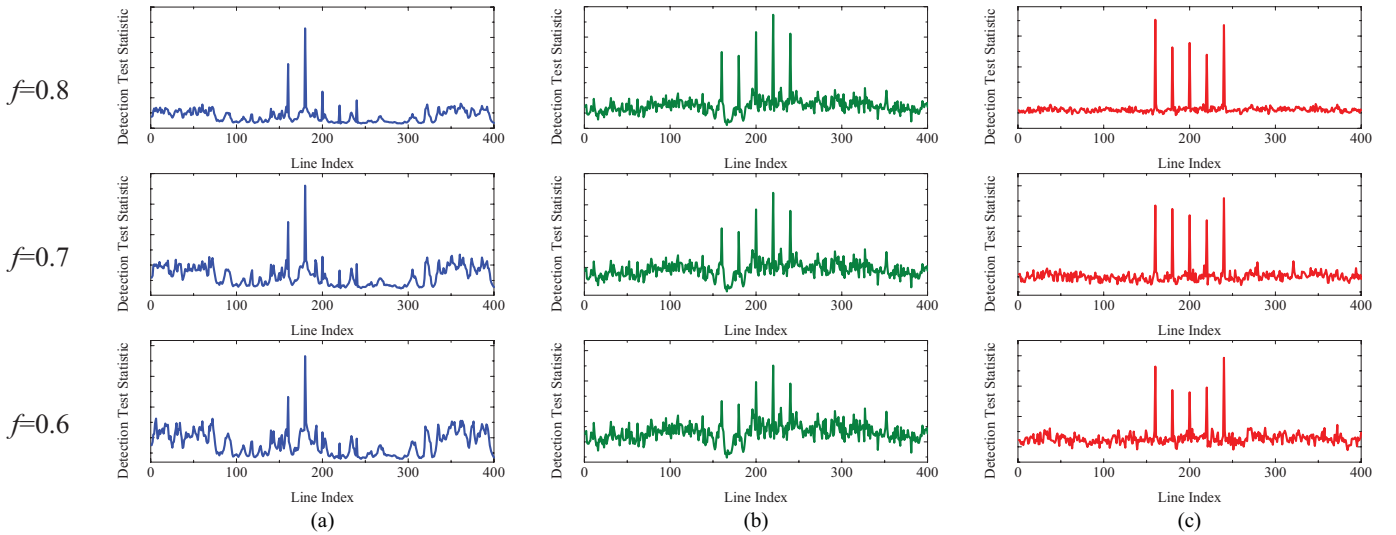 f=0.8
Detection Test Statistic
0 100 200 300 400
Line Index
Detection Test Statistic
0 100 200 300 400
Line Index
Detection Test Statistic
0 100 200 300 400
Line Index
f=0.7
Detection Test Statistic
0 100 200 300 400
Line Index
Detection Test Statistic
0 100 200 300 400
Line Index
Detection Test Statistic
0 100 200 300 400
Line Index
f=0.6
Detection Test Statistic
0 100 200 300 400
Line Index
Detection Test Statistic
0 100 200 300 400
Line Index
Detection Test Statistic
0 100 200 300 400
Line Index
(a)
(b)
(c)